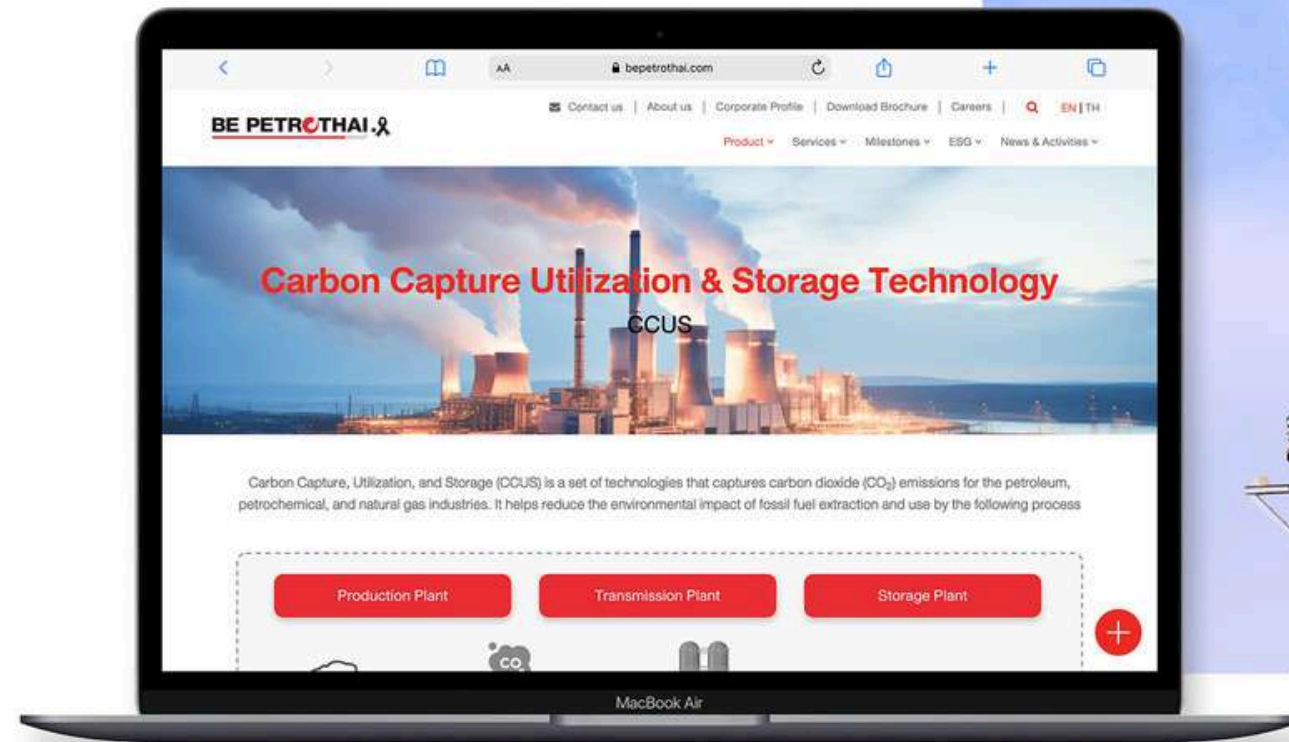 AA
bepetrothai.com
BE PETROTHAI
Contact us | About us | Corporate Profile | Download Brochure | Careers | EN | TH
Product Services Milestones ESG News & Activities
Carbon Capture Utilization & Storage Technology
CCUS
Carbon Capture, Utilization, and Storage (CCUS) is a set of technologies that captures carbon dioxide (CO₂) emissions for the petroleum,
petrochemical, and natural gas industries. It helps reduce the environmental impact of fossil fuel extraction and use by the following process
Production Plant
Transmission Plant
Storage Plant
CO
MacBook Air